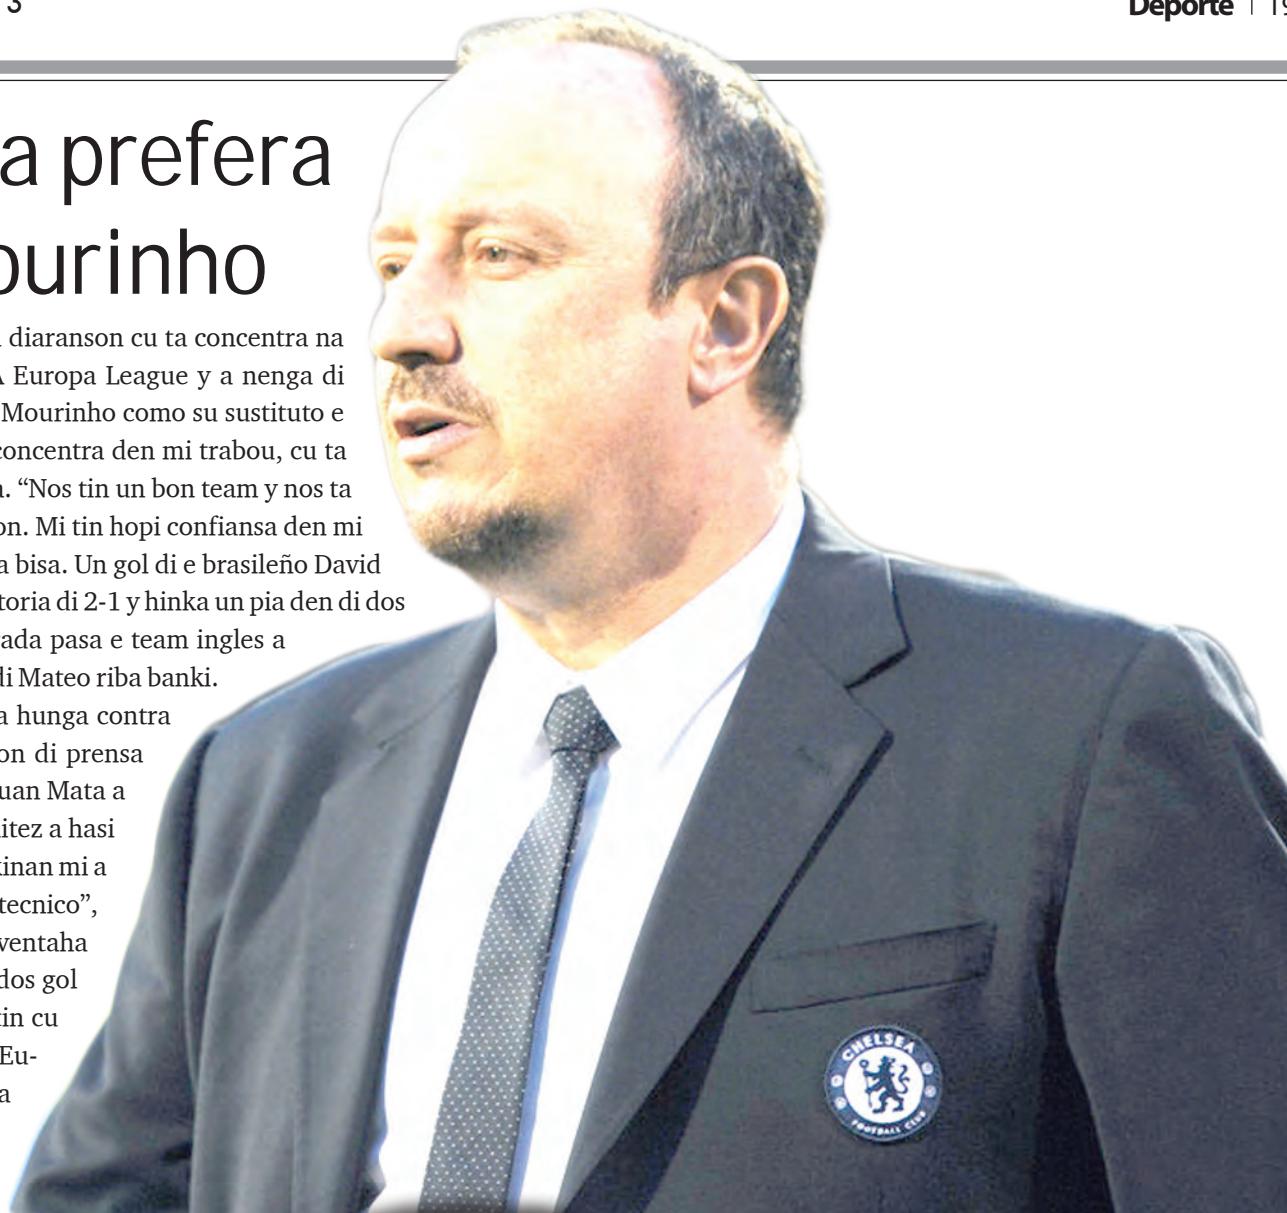 3
Deporte | 19
a prefera
ourinho
diaranson cu ta concentra na
Europa League y a nenga di
Mourinho como su sustituto e
concentra den mi trabou, cu ta
“Nos tin un bon team y nos ta
on. Mi tin hopi confiansa den mi
a bisa. Un gol di e brasileño David
toria di 2-1 y hinka un pia den di dos
ada pasa e team ingles a
di Mateo riba banki.
a hunga contra
on di prensa
uan Mata a
itez a hasi
kinan mi a
tecnico”,
ventaha
dos gol
tin cu
Eu-
a
CHELSEA
FOOTBALL CLUB